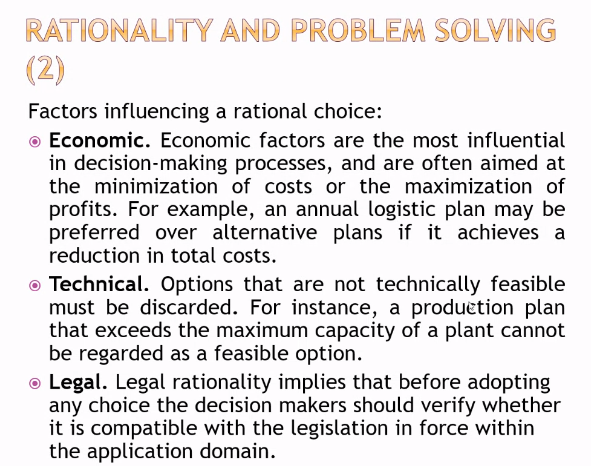 RATIONALITY AND PROBLEM SOLVING
(2)
Factors influencing a rational choice:
Economic. Economic factors are the most influential
in decision-making processes, and are often aimed at
the minimization of costs or the maximization of
profits. For example, an annual logistic plan may be
preferred over alternative plans if it achieves a
reduction in total costs.
Technical. Options that are not technically feasible
must be discarded. For instance, a production plan
that exceeds the maximum capacity of a plant cannot
be regarded as a feasible option.
Legal. Legal rationality implies that before adopting
any choice the decision makers should verify whether
it is compatible with the legislation in force within
the application domain.